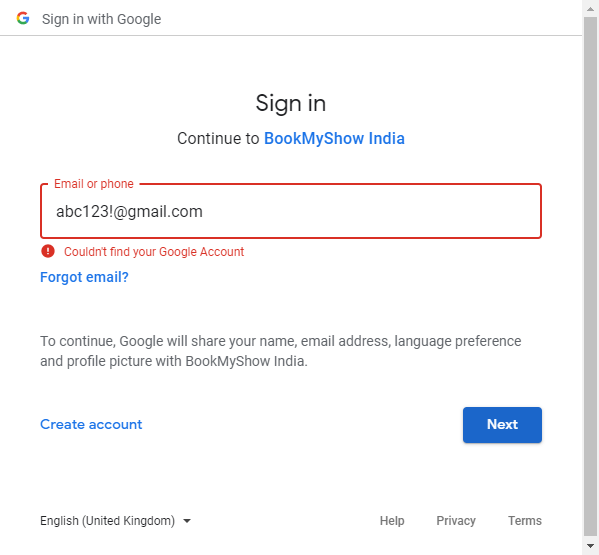 Sign in with Google
Sign in
Continue to BookMyShow India
Email or phone
abc123!@gmail.com
Couldn't find your Google Account
Forgot email?
To continue, Google will share your name, email address, language preference
and profile picture with BookMyShow India.
Create account
Next
English (United Kingdom)
Help
Privacy
Terms